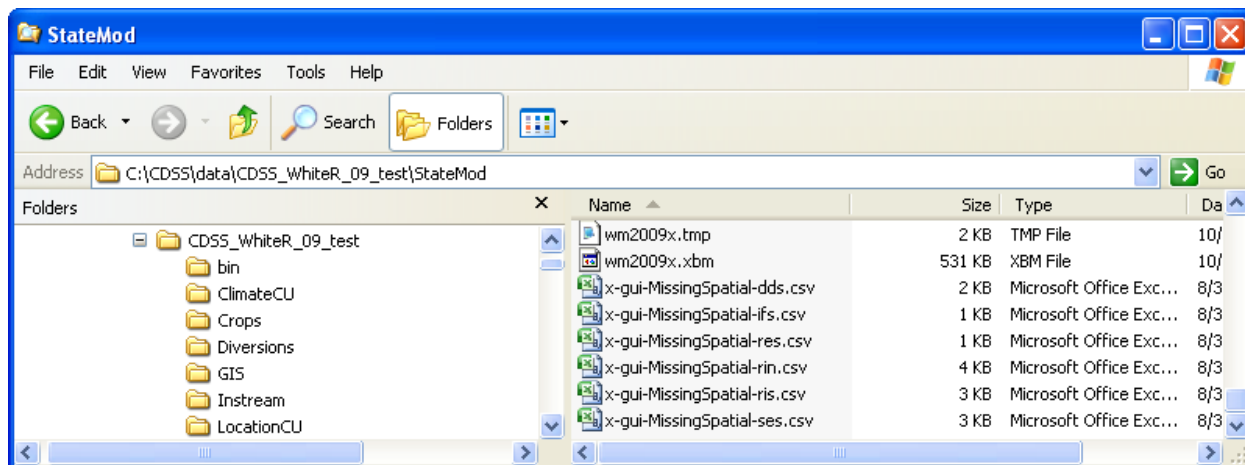 StateMod
File Edit View Favorites Tools Help
Back Search Folders
Address C:\CDSS\data\CDSS_WhiteR_09_test\StateMod Go
Folders
CDSS_WhiteR_09_test
bin
ClimateCU
Crops
Diversions
GIS
Instream
LocationCU
Name Size Type Da
wm2009x.tmp 2 KB TMP File 10/
wm2009x.xbm 531 KB XBM File 10/
x-gui-MissingSpatial-dds.csv 2 KB Microsoft Office Exc... 8/3
x-gui-MissingSpatial-ifs.csv 1 KB Microsoft Office Exc... 8/3
x-gui-MissingSpatial-res.csv 1 KB Microsoft Office Exc... 8/3
x-gui-MissingSpatial-rin.csv 4 KB Microsoft Office Exc... 8/3
x-gui-MissingSpatial-ris.csv 3 KB Microsoft Office Exc... 8/3
x-gui-MissingSpatial-ses.csv 3 KB Microsoft Office Exc... 8/3